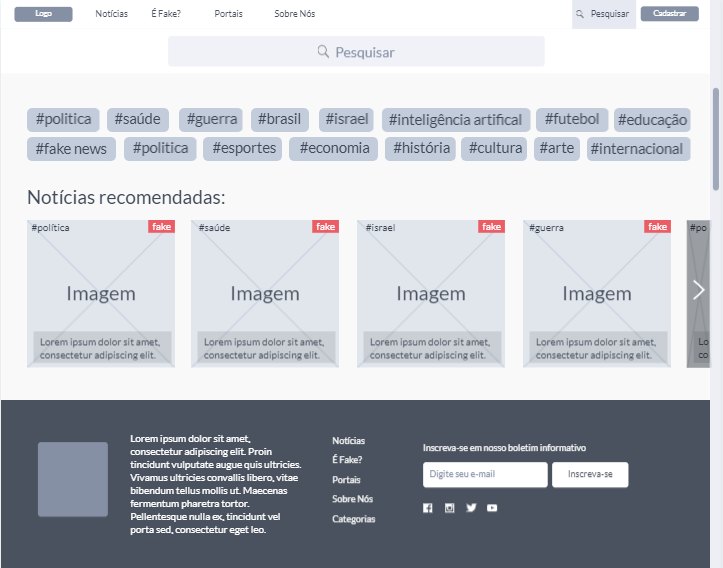 Logo Notícias É Fake? Portais Sobre Nós Pesquisar Cadastrar
Pesquisar
#politica #saúde #guerra #brasil #israel #inteligência artifical #futebol #educação
#fake news #politica #esportes #economia #história #cultura #arte #internacional
Notícias recomendadas:
#política fake #saúde fake #israel fake #guerra fake #po
Imagem Imagem Imagem Imagem
Lorem ipsum dolor sit amet, Lorem ipsum dolor sit amet, Lorem ipsum dolor sit amet, Lorem ipsum dolor sit amet, Lo
consectetur adipiscing elit. consectetur adipiscing elit. consectetur adipiscing elit. consectetur adipiscing elit. co
Lorem ipsum dolor sit amet,
consectetur adipiscing elit. Proin
tincidunt vulputate augue quis ultricies.
Vivamus ultricies convallis libero, vitae
bibendum tellus mollis ut. Maecenas
fermentum pharetra tortor.
Pellentesque nulla ex, tincidunt vel
porta sed, consectetur eget leo.
Notícias
É Fake?
Portais
Sobre Nós
Categorias
Inscreva-se em nosso boletim informativo
Digite seu e-mail Inscreva-se